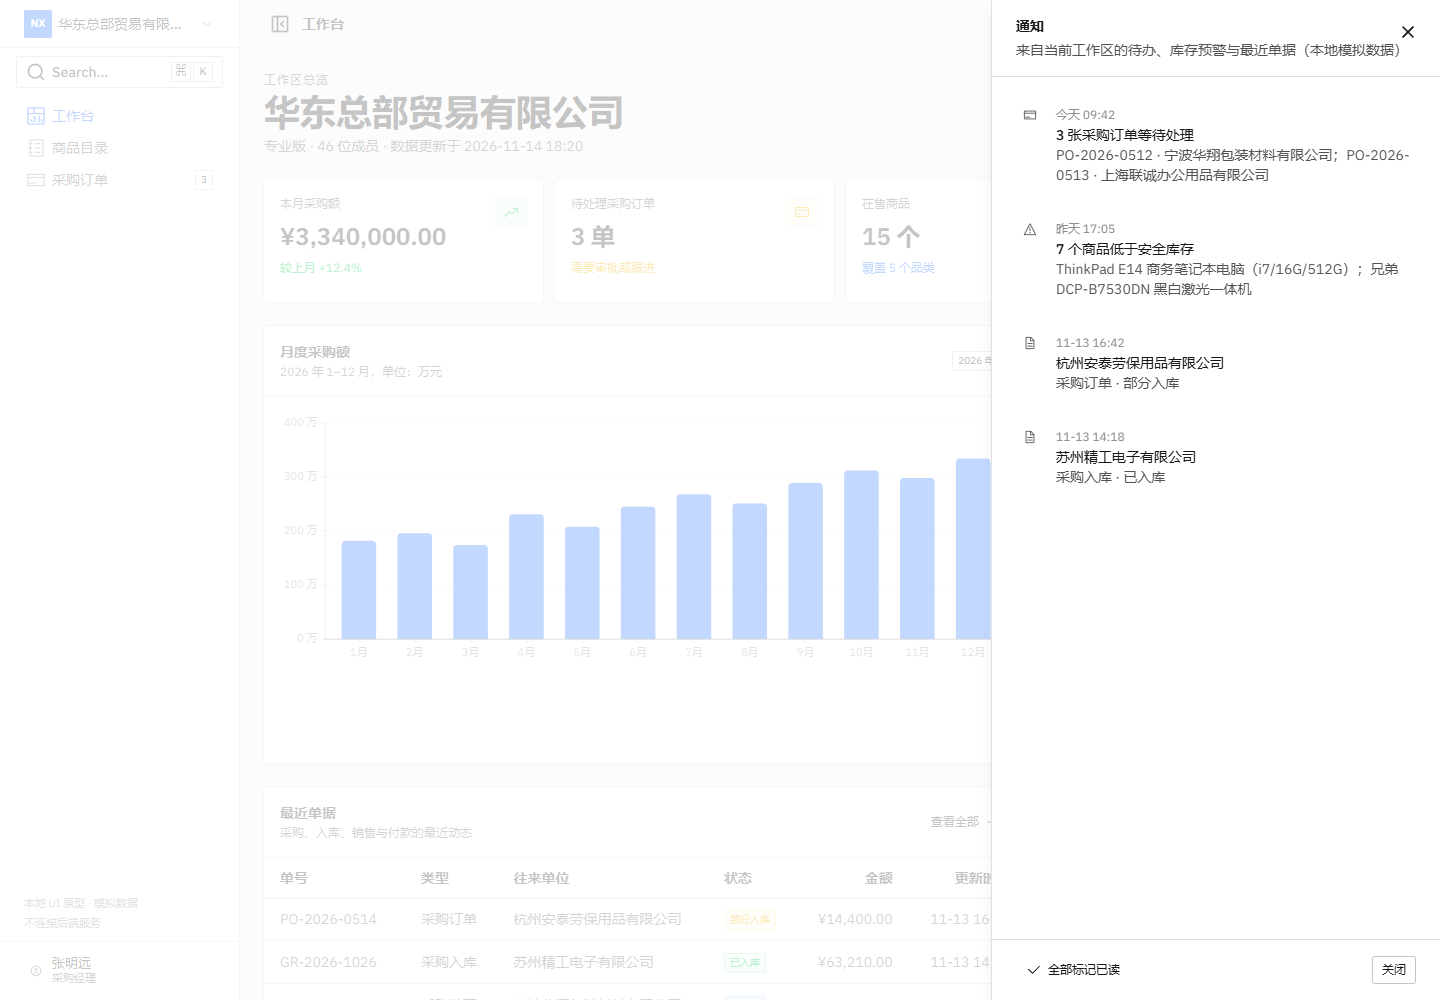 NX 华东总部贸易有限...
Search... ⌘ K
工作台
商品目录
采购订单 3
本地 UI 原型 · 模拟数据
不连接后端服务
张明远
采购经理
工作台
工作区总览
华东总部贸易有限公司
专业版 · 46 位成员 · 数据更新于 2026-11-14 18:20
本月采购额
¥3,340,000.00
较上月 +12.4%
待处理采购订单
3 单
需要审批或跟进
在售商品
15 个
覆盖 5 个品类
月度采购额
2026 年 1–12 月，单位：万元
2026 年
400 万
300 万
200 万
100 万
0 万
1月 2月 3月 4月 5月 6月 7月 8月 9月 10月 11月 12月
最近单据
采购、入库、销售与付款的最近动态
查看全部
单号 类型 往来单位 状态 金额 更新时
PO-2026-0514 采购订单 杭州安泰劳保用品有限公司 部分入库 ¥14,400.00 11-13 16
GR-2026-1026 采购入库 苏州精工电子有限公司 已入库 ¥63,210.00 11-13 14
通知
来自当前工作区的待办、库存预警与最近单据（本地模拟数据）
今天 09:42
3 张采购订单等待处理
PO-2026-0512 · 宁波华翔包装材料有限公司；PO-2026-
0513 · 上海联诚办公用品有限公司
昨天 17:05
7 个商品低于安全库存
ThinkPad E14 商务笔记本电脑（i7/16G/512G）；兄弟
DCP-B7530DN 黑白激光一体机
11-13 16:42
杭州安泰劳保用品有限公司
采购订单 · 部分入库
11-13 14:18
苏州精工电子有限公司
采购入库 · 已入库
全部标记已读
关闭